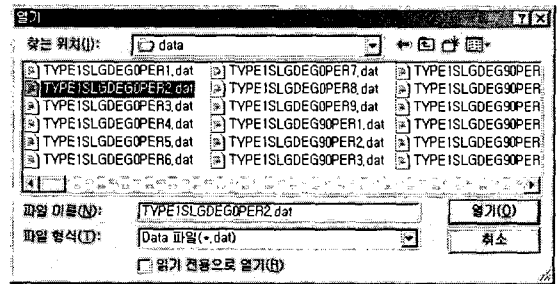 열기
찾는 위치(I): data
TYPE1SLGDEG0PER1.dat TYPE1SLGDEG0PER7.dat TYPE1SLGDEG90PER
TYPE1SLGDEG0PER2.dat TYPE1SLGDEG0PER8.dat TYPE1SLGDEG90PER
TYPE1SLGDEG0PER3.dat TYPE1SLGDEG0PER9.dat TYPE1SLGDEG90PER
TYPE1SLGDEG0PER4.dat TYPE1SLGDEG90PER1.dat TYPE1SLGDEG90PER
TYPE1SLGDEG0PER5.dat TYPE1SLGDEG90PER2.dat TYPE1SLGDEG90PER
TYPE1SLGDEG0PER6.dat TYPE1SLGDEG90PER3.dat TYPE1SLGDEG90PER
파일 이름(N): TYPE1SLGDEG0PER2.dat 열기(O)
파일 형식(T): Data 파일(*.dat) 취소
읽기 전용으로 열기(R)